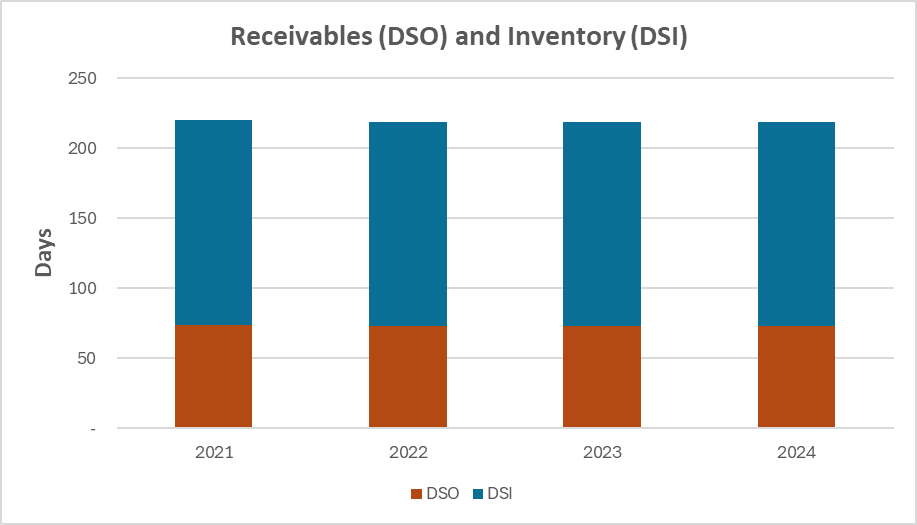 Receivables (DSO) and Inventory (DSI)
250
200
150
100
50
-
Days
2021 2022 2023 2024
DSO DSI